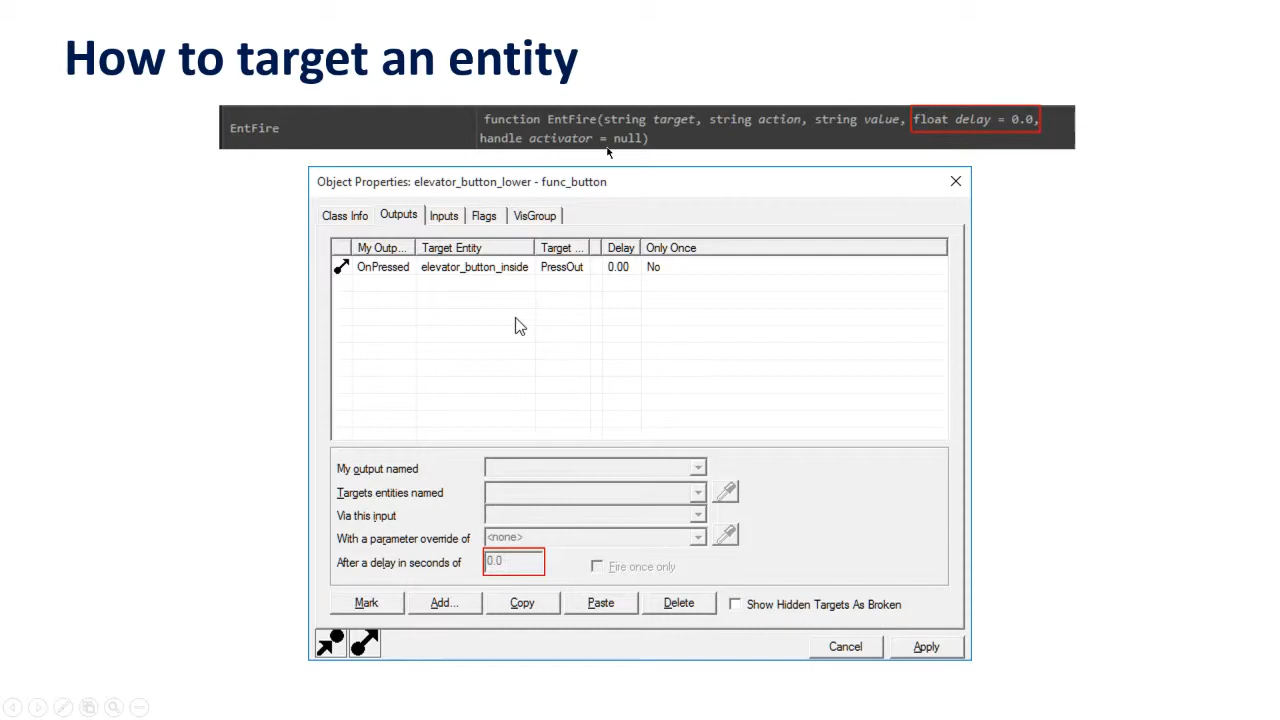 How to target an entity
EntFire
function EntFire(string target, string action, string value, float delay = 0.0,
handle activator = null)
Object Properties: elevator_button_lower - func_button
Class Info Outputs Inputs Flags VisGroup
My Outp... Target Entity Target ... Delay Only Once
OnPressed elevator_button_inside PressOut 0.00 No
My output named
Targets entities named
Via this input
With a parameter override of <none>
After a delay in seconds of 0.0 Fire once only
Mark Add... Copy Paste Delete Show Hidden Targets As Broken
Cancel Apply